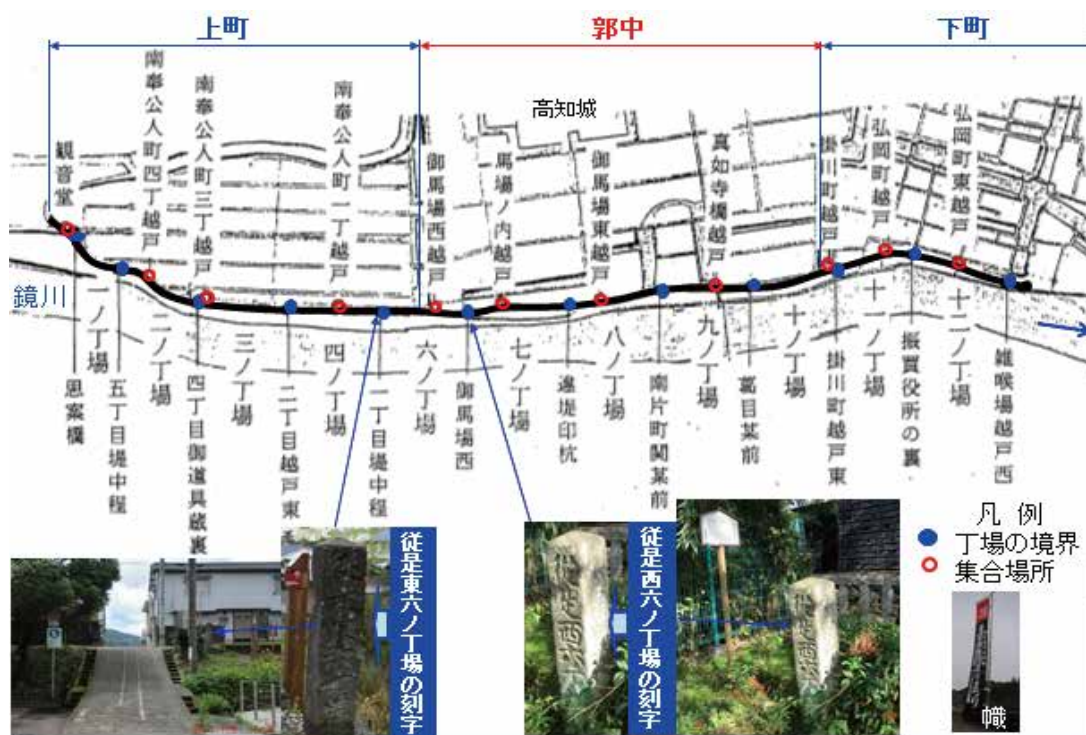 上町
郭中
下町
高知城
観音堂
南奉公人町四丁越戸
南奉公人町三丁越戸
南奉公人町一丁越戸
御馬場西越戸
馬場ノ内越戸
御馬場東越戸
真如寺橋越戸
掛川町越戸
弘岡町越戸
弘岡町東越戸
鏡川
一ノ丁場
二ノ丁場
三ノ丁場
四ノ丁場
六ノ丁場
七ノ丁場
八ノ丁場
九ノ丁場
十ノ丁場
十一ノ丁場
十二ノ丁場
思案橋
五丁目堤中程
四丁目御道具蔵裏
二丁目越戸東
一丁目堤中程
御馬場西
違堤印杭
南片町関某前
葛目某前
掛川町越戸東
振買役所の裏
雑喉場越戸西
従是東六ノ丁場の刻字
従是西六ノ丁場の刻字
凡例
丁場の境界
集合場所
幟